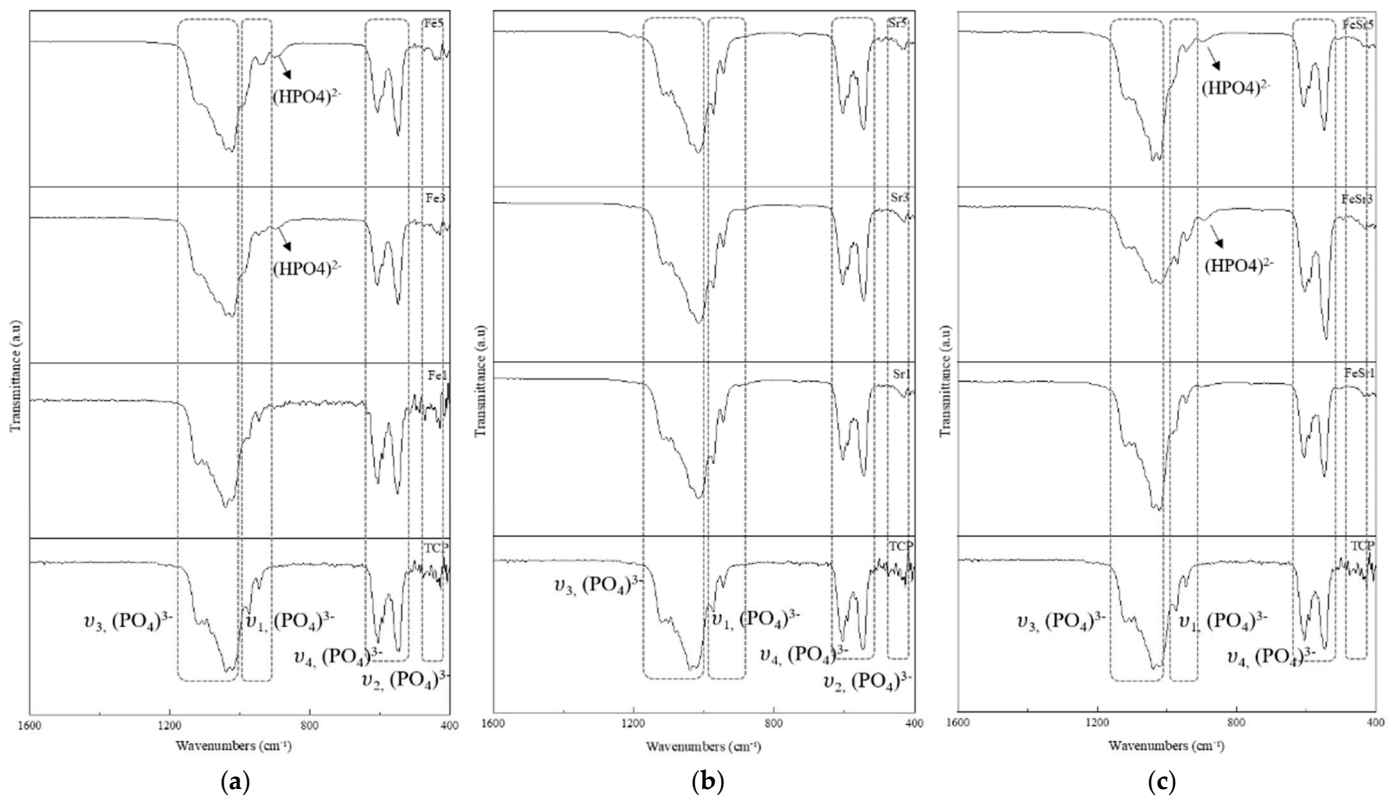 Transmittance (a.u)
Fe5
(HPO4)²⁻
Fe3
(HPO4)²⁻
Fe1
TCP
υ₃, (PO₄)³⁻
υ₁, (PO₄)³⁻
υ₄, (PO₄)³⁻
υ₂, (PO₄)³⁻
1600 1200 800 400
Wavenumbers (cm⁻¹)
(a)
Transmittance (a.u)
Sr5
Sr3
Sr1
TCP
υ₃, (PO₄)³⁻
υ₁, (PO₄)³⁻
υ₄, (PO₄)³⁻
υ₂, (PO₄)³⁻
1600 1200 800 400
Wavenumbers (cm⁻¹)
(b)
Transmittance (a.u)
FeSr5
(HPO4)²⁻
FeSr3
(HPO4)²⁻
FeSr1
TCP
υ₃, (PO₄)³⁻
υ₁, (PO₄)³⁻
υ₄, (PO₄)³⁻
1600 1200 800 400
Wavenumbers (cm⁻¹)
(c)